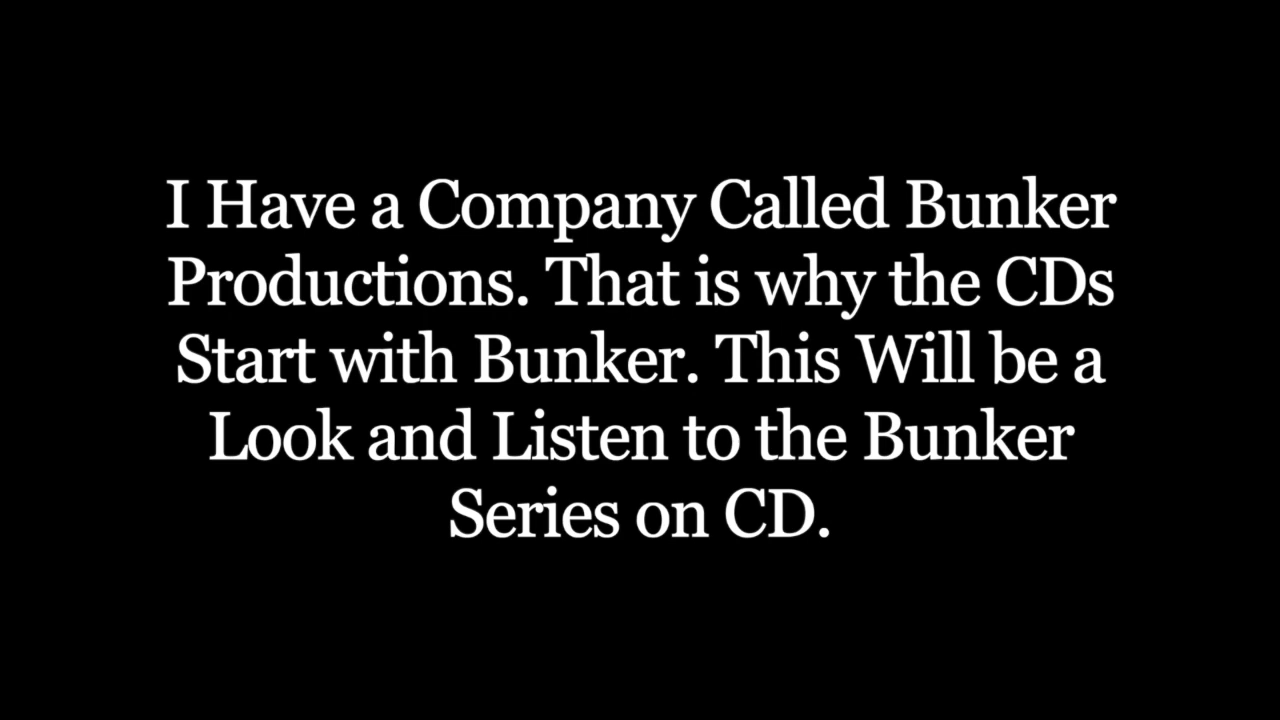 I Have a Company Called Bunker
Productions. That is why the CDs
Start with Bunker. This Will be a
Look and Listen to the Bunker
Series on CD.